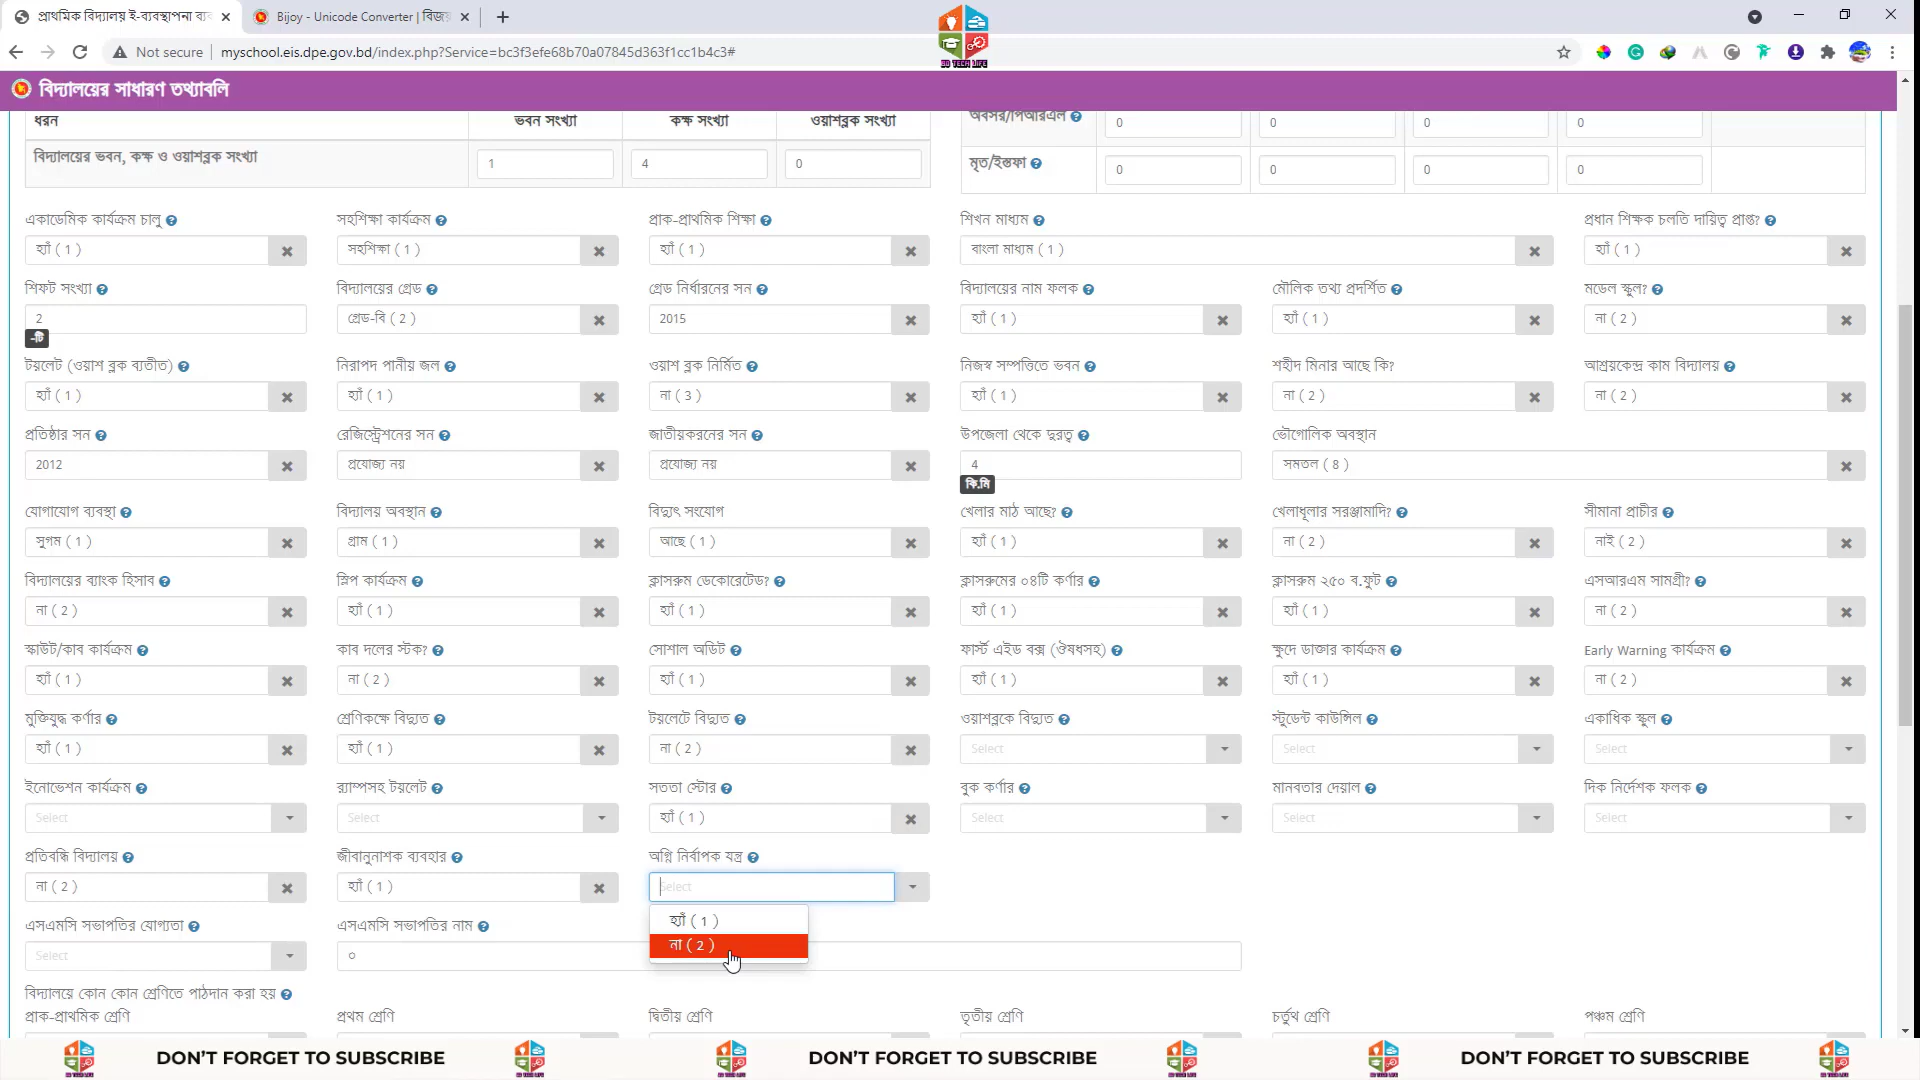 প্রাথমিক বিদ্যালয় ই-ব্যবস্থাপনা ব্যব
Bijoy - Unicode Converter | বিজয়
Not secure | myschool.eis.dpe.gov.bd/index.php?Service=bc3f3efe68b70a07845d363f1cc1b4c3#
BD TECH LIFE
বিদ্যালয়ের সাধারণ তথ্যাবলি
ধরন ভবন সংখ্যা কক্ষ সংখ্যা ওয়াশব্লক সংখ্যা
অবসর/পিআরএল 0 0 0 0
বিদ্যালয়ের ভবন, কক্ষ ও ওয়াশব্লক সংখ্যা 1 4 0
মৃত/ইস্তফা 0 0 0 0
একাডেমিক কার্যক্রম চালু সহশিক্ষা কার্যক্রম প্রাক-প্রাথমিক শিক্ষা শিখন মাধ্যম প্রধান শিক্ষক চলতি দায়িত্ব প্রাপ্ত?
হ্যাঁ ( 1 ) সহশিক্ষা ( 1 ) হ্যাঁ ( 1 ) বাংলা মাধ্যম ( 1 ) হ্যাঁ ( 1 )
শিফট সংখ্যা বিদ্যালয়ের গ্রেড গ্রেড নির্ধারনের সন বিদ্যালয়ের নাম ফলক মৌলিক তথ্য প্রদর্শিত মডেল স্কুল?
2 গ্রেড-বি ( 2 ) 2015 হ্যাঁ ( 1 ) হ্যাঁ ( 1 ) না ( 2 )
-টি
টয়লেট (ওয়াশ ব্লক ব্যতীত) নিরাপদ পানীয় জল ওয়াশ ব্লক নির্মিত নিজস্ব সম্পত্তিতে ভবন শহীদ মিনার আছে কি? আশ্রয়কেন্দ্র কাম বিদ্যালয়
হ্যাঁ ( 1 ) হ্যাঁ ( 1 ) না ( 3 ) হ্যাঁ ( 1 ) না ( 2 ) না ( 2 )
প্রতিষ্ঠার সন রেজিস্ট্রেশনের সন জাতীয়করনের সন উপজেলা থেকে দুরত্ব ভৌগোলিক অবস্থান
2012 প্রযোজ্য নয় প্রযোজ্য নয় 4 সমতল ( 8 )
কি.মি
যোগাযোগ ব্যবস্থা বিদ্যালয় অবস্থান বিদ্যুৎ সংযোগ খেলার মাঠ আছে? খেলাধূলার সরঞ্জামাদি? সীমানা প্রাচীর
সুগম ( 1 ) গ্রাম ( 1 ) আছে ( 1 ) হ্যাঁ ( 1 ) না ( 2 ) নাই ( 2 )
বিদ্যালয়ের ব্যাংক হিসাব স্লিপ কার্যক্রম ক্লাসরুম ডেকোরেটেড? ক্লাসরুমের ০৪টি কর্ণার ক্লাসরুম ২৫০ ব.ফুট এসআরএম সামগ্রী?
না ( 2 ) হ্যাঁ ( 1 ) হ্যাঁ ( 1 ) হ্যাঁ ( 1 ) হ্যাঁ ( 1 ) না ( 2 )
স্কাউট/কাব কার্যক্রম কাব দলের স্টক? সোশাল অডিট ফার্স্ট এইড বক্স (ঔষধসহ) ক্ষুদে ডাক্তার কার্যক্রম Early Warning কার্যক্রম
হ্যাঁ ( 1 ) না ( 2 ) হ্যাঁ ( 1 ) হ্যাঁ ( 1 ) হ্যাঁ ( 1 ) না ( 2 )
মুক্তিযুদ্ধ কর্ণার শ্রেণিকক্ষে বিদ্যুত টয়লেটে বিদ্যুত ওয়াশব্লকে বিদ্যুত স্টুডেন্ট কাউন্সিল একাধিক স্কুল
হ্যাঁ ( 1 ) হ্যাঁ ( 1 ) না ( 2 ) Select Select Select
ইনোভেশন কার্যক্রম র‍্যাম্পসহ টয়লেট সততা স্টোর বুক কর্ণার মানবতার দেয়াল দিক নির্দেশক ফলক
Select Select হ্যাঁ ( 1 ) Select Select Select
প্রতিবন্ধি বিদ্যালয় জীবানুনাশক ব্যবহার অগ্নি নির্বাপক যন্ত্র
না ( 2 ) হ্যাঁ ( 1 ) Select
হ্যাঁ ( 1 )
না ( 2 )
এসএমসি সভাপতির যোগ্যতা এসএমসি সভাপতির নাম
Select ০
বিদ্যালয়ে কোন কোন শ্রেণিতে পাঠদান করা হয়
প্রাক-প্রাথমিক শ্রেণি প্রথম শ্রেণি দ্বিতীয় শ্রেণি তৃতীয় শ্রেণি চর্তুথ শ্রেণি পঞ্চম শ্রেণি
DON'T FORGET TO SUBSCRIBE DON'T FORGET TO SUBSCRIBE DON'T FORGET TO SUBSCRIBE